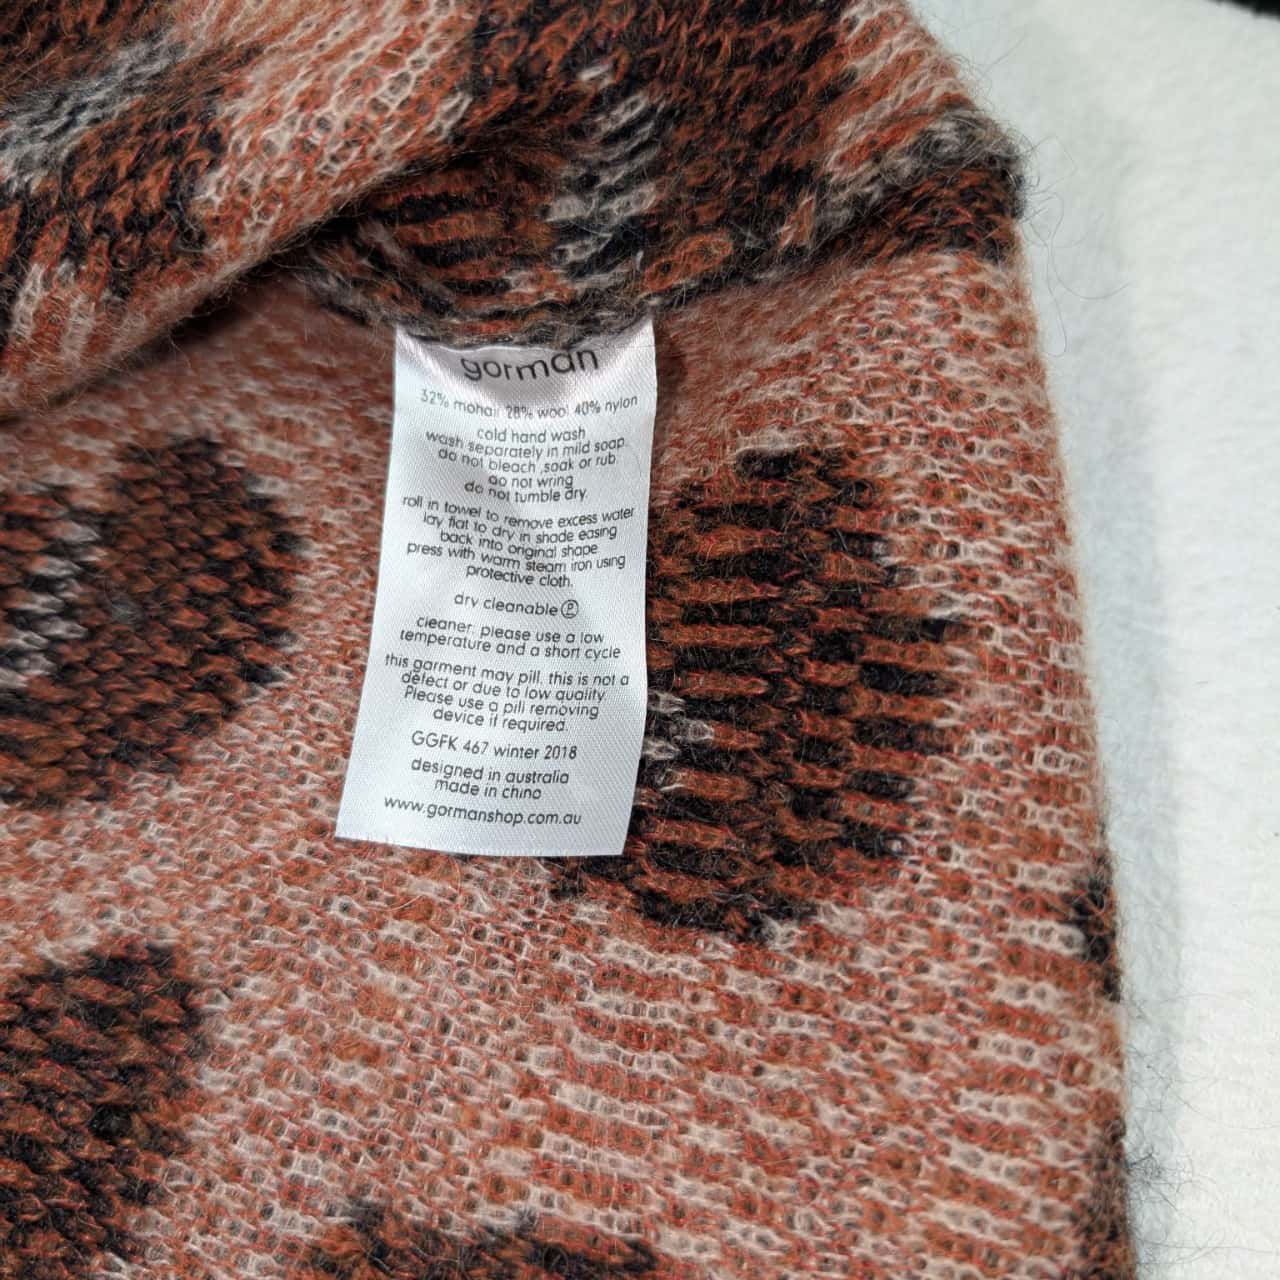 gorman
32% mohair 28% wool 40% nylon
cold hand wash
wash separately in mild soap.
do not bleach ,soak or rub.
do not wring
do not tumble dry.
roll in towel to remove excess water
lay flat to dry in shade easing
back into original shape
press with warm steam iron using
protective cloth.
dry cleanable Ⓟ
cleaner: please use a low
temperature and a short cycle
this garment may pill. this is not a
defect or due to low quality
Please use a pill removing
device if required.
GGFK 467 winter 2018
designed in australia
made in china
www.gormanshop.com.au